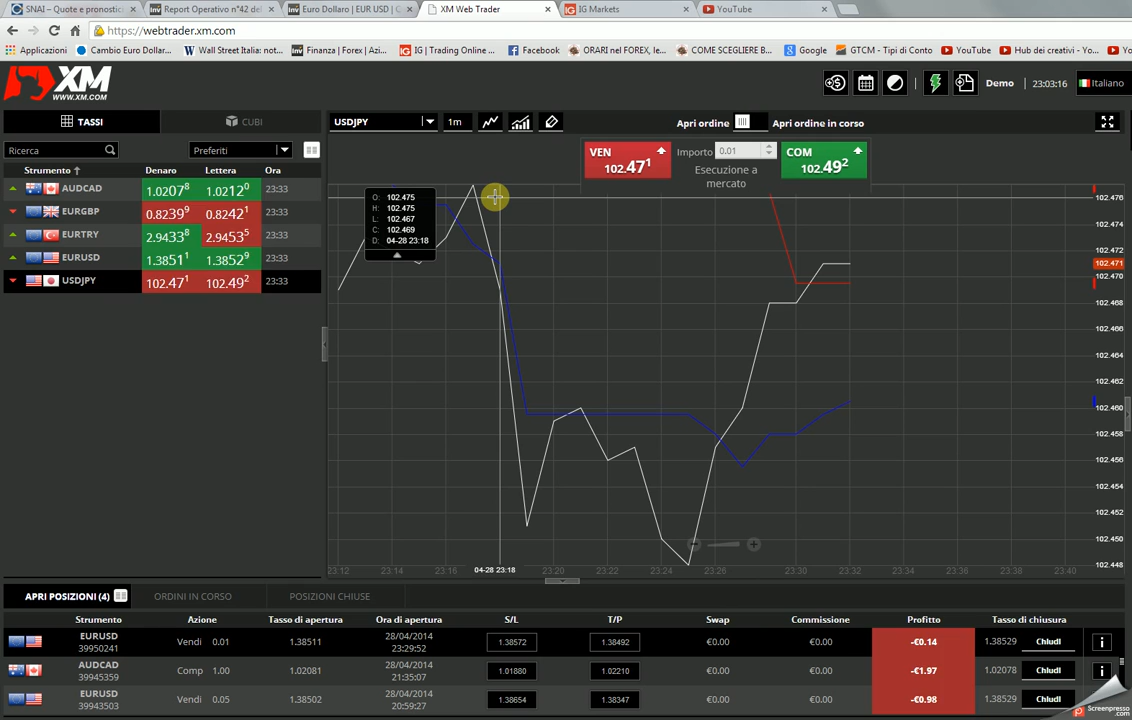 SNAI – Quote e pronostic
Report Operativo n°42 del
Euro Dollaro | EUR USD | Q
XM Web Trader
IG Markets
YouTube
https://webtrader.xm.com
Applicazioni
Cambio Euro Dollar...
Wall Street Italia: not...
Finanza | Forex | Azi...
IG | Trading Online ...
Facebook
ORARI nel FOREX, le...
COME SCEGLIERE B...
Google
GTCM - Tipi di Conto
YouTube
Hub dei creativi - Yo...
XM
WWW.XM.COM
Demo
23:03:16
Italiano
TASSI
CUBI
USDJPY
1m
Apri ordine
Apri ordine in corso
Ricerca
Preferiti
VEN
102.47¹
Importo
0.01
Esecuzione a
mercato
COM
102.49²
Strumento
Denaro
Lettera
Ora
AUDCAD 1.0207⁸ 1.0212⁰ 23:33
EURGBP 0.8239⁹ 0.8242¹ 23:33
EURTRY 2.9433⁸ 2.9453⁵ 23:33
EURUSD 1.3851¹ 1.3852⁹ 23:33
USDJPY 102.47¹ 102.49² 23:33
O: 102.475
H: 102.475
L: 102.467
C: 102.469
D: 04-28 23:18
102.476
102.474
102.472
102.471
102.470
102.468
102.466
102.464
102.462
102.460
102.458
102.456
102.454
102.452
102.450
102.448
23:12 23:14 23:16 04-28 23:18 23:20 23:22 23:24 23:26 23:28 23:30 23:32 23:34 23:36 23:38 23:40
APRI POSIZIONI (4)
ORDINI IN CORSO
POSIZIONI CHIUSE
Strumento Azione Tasso di apertura Ora di apertura S/L T/P Swap Commissione Profitto Tasso di chiusura
EURUSD
39950241
Vendi 0.01 1.38511
28/04/2014
23:29:52
1.38572 1.38492 €0.00 €0.00 -€0.14 1.38529 Chiudi
AUDCAD
39945359
Comp 1.00 1.02081
28/04/2014
21:35:07
1.01880 1.02210 €0.00 €0.00 -€1.97 1.02078 Chiudi
EURUSD
39943503
Vendi 0.05 1.38502
28/04/2014
20:59:27
1.38654 1.38347 €0.00 €0.00 -€0.98 1.38529 Chiudi
Screenpresso
.com